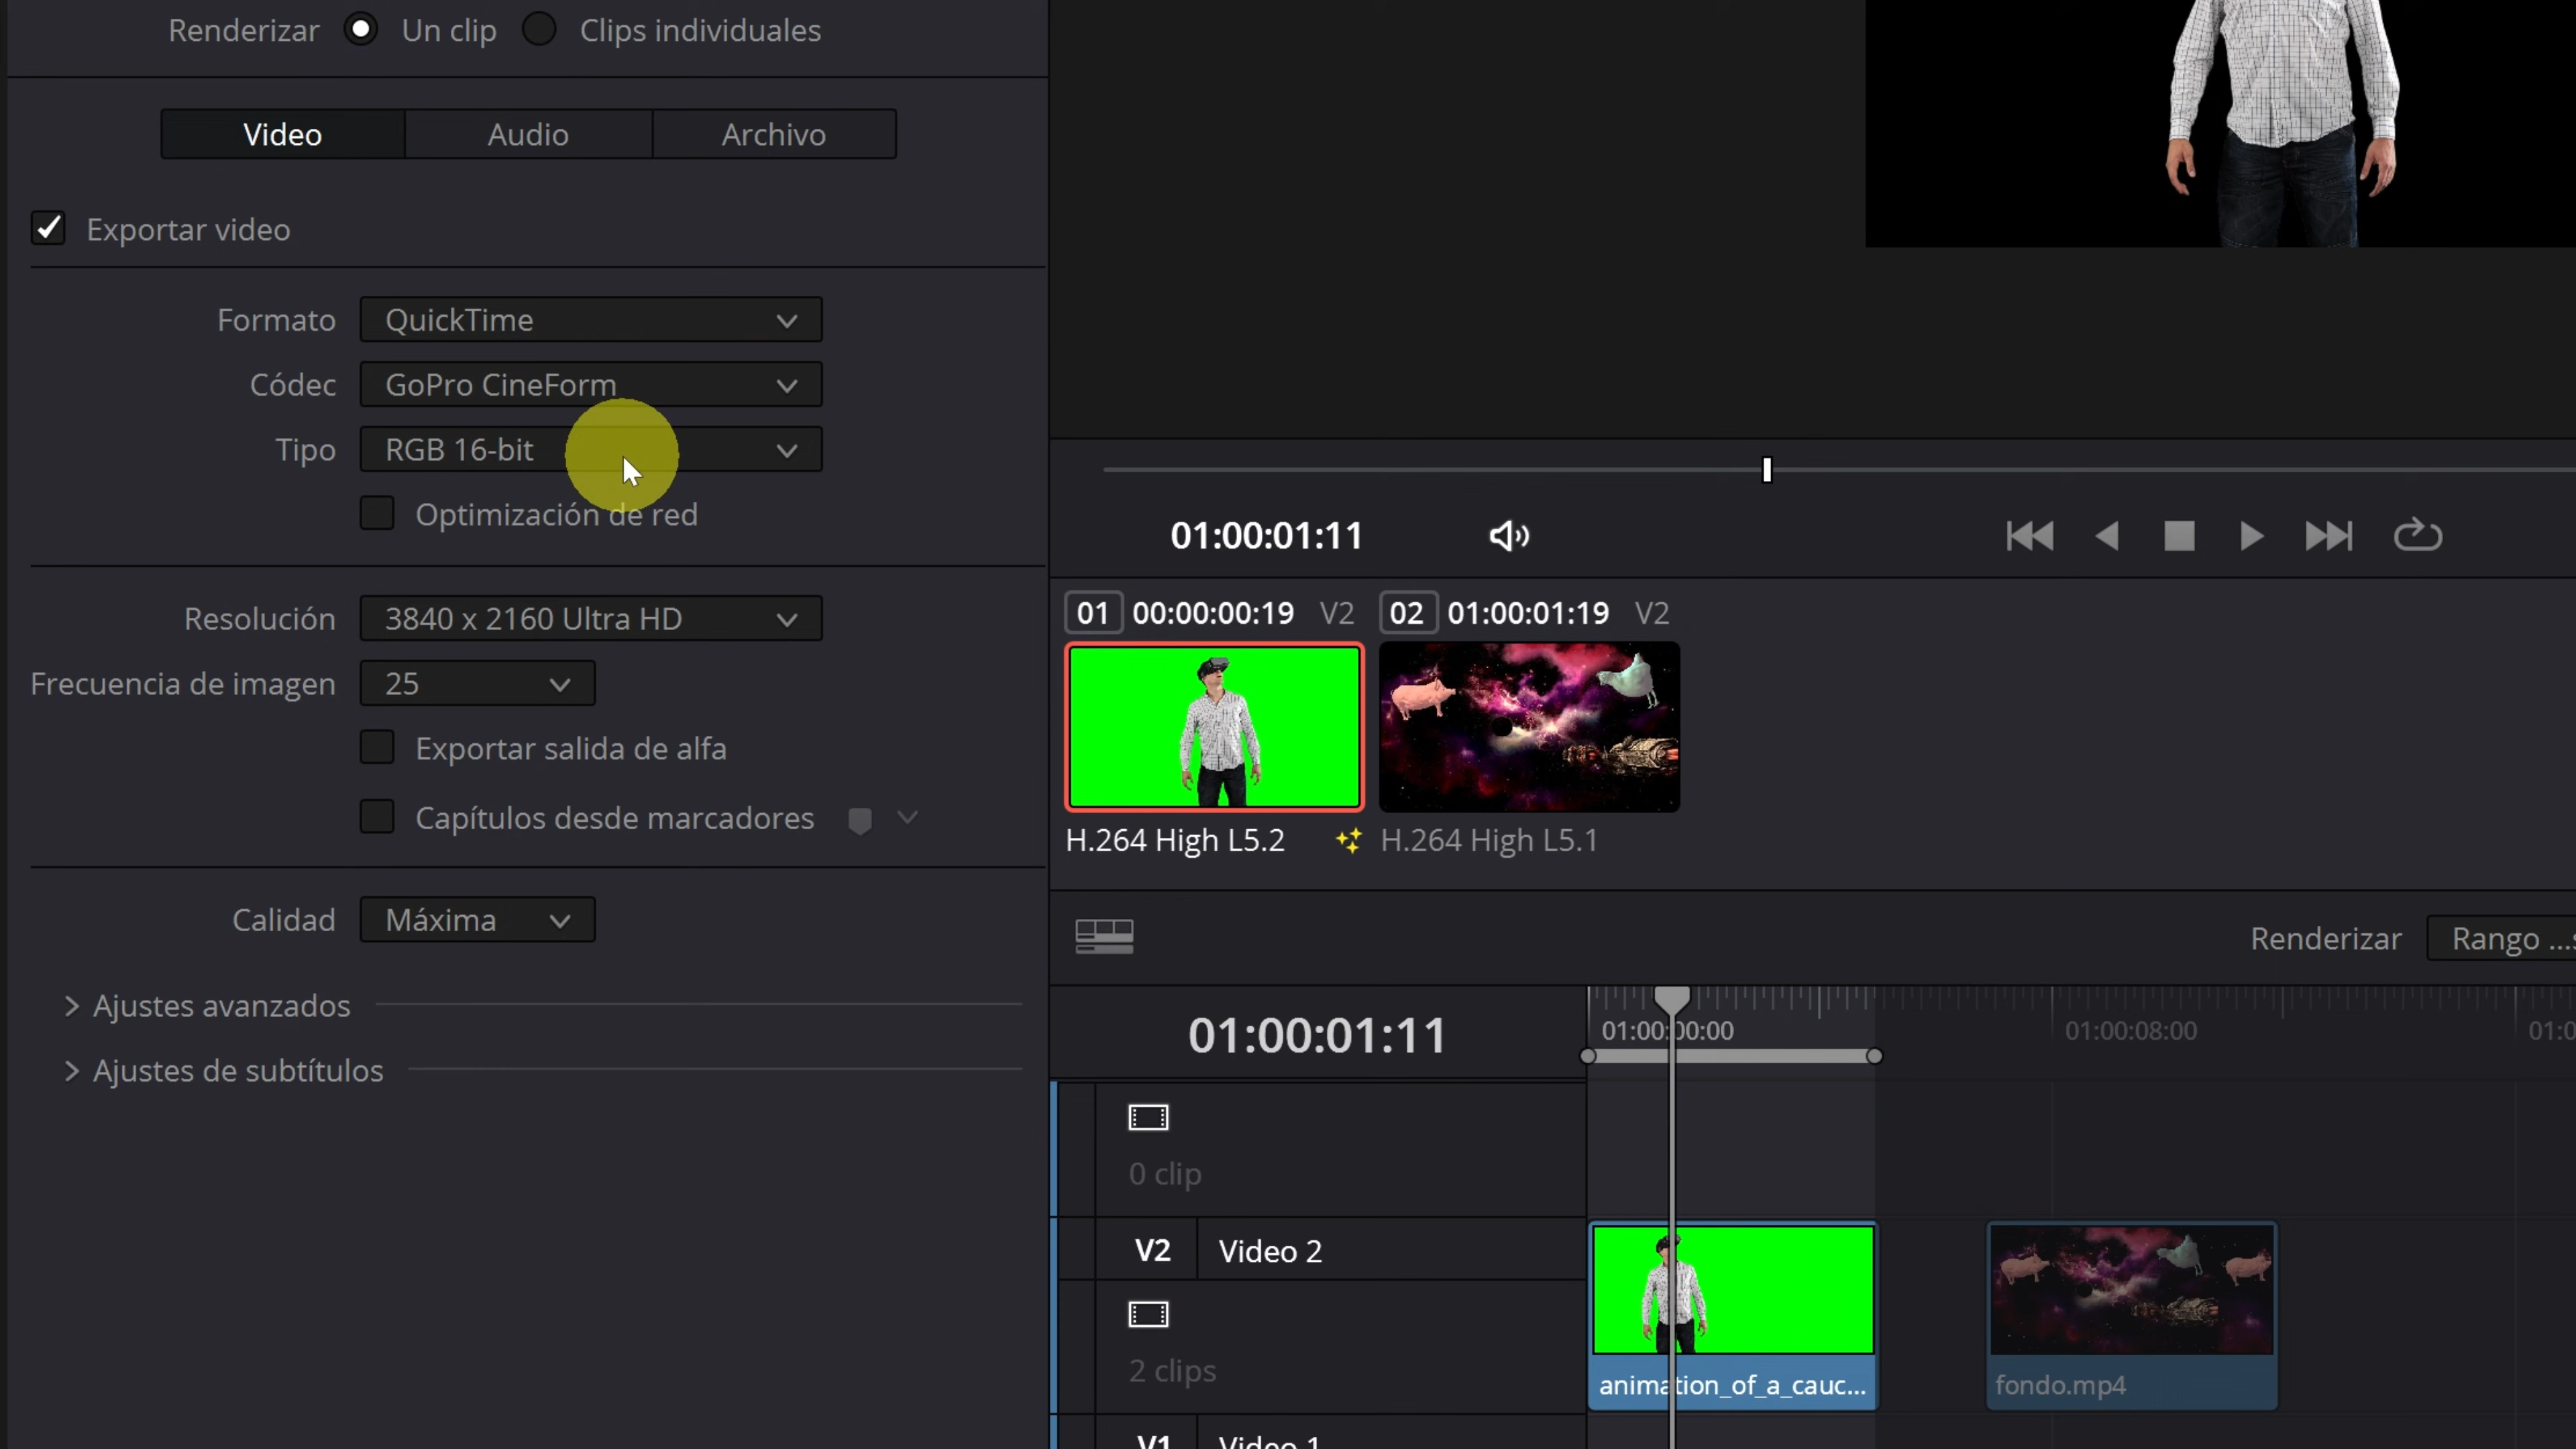 Renderizar Un clip Clips individuales
Video Audio Archivo
Exportar video
Formato QuickTime
Códec GoPro CineForm
Tipo RGB 16-bit
Optimización de red
Resolución 3840 x 2160 Ultra HD
Frecuencia de imagen 25
Exportar salida de alfa
Capítulos desde marcadores
Calidad Máxima
Ajustes avanzados
Ajustes de subtítulos
01:00:01:11
01 00:00:00:19 V2 02 01:00:01:19 V2
H.264 High L5.2 H.264 High L5.1
Renderizar Rango ...
01:00:01:11 01:00:00:00 01:00:08:00
0 clip
V2 Video 2
2 clips
animation_of_a_cauc... fondo.mp4
V1 Video 1